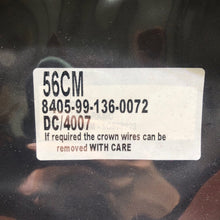 56CM
8405-99-136-0072
DC/4007
If required the crown wires can be
removed WITH CARE